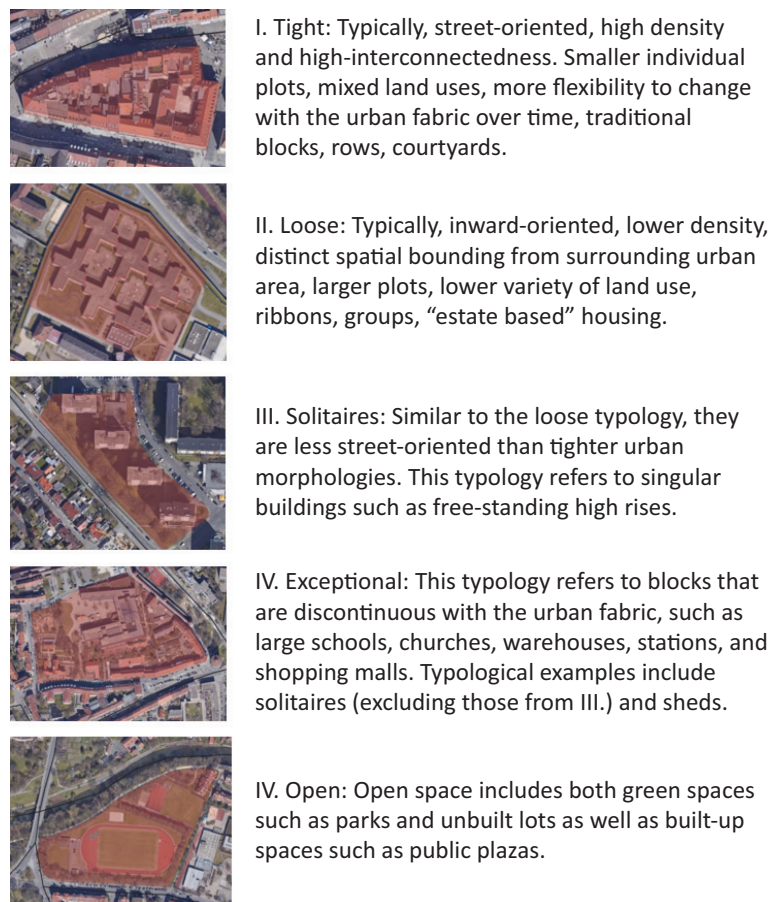 I. Tight: Typically, street-oriented, high density
and high-interconnectedness. Smaller individual
plots, mixed land uses, more flexibility to change
with the urban fabric over time, traditional
blocks, rows, courtyards.
II. Loose: Typically, inward-oriented, lower density,
distinct spatial bounding from surrounding urban
area, larger plots, lower variety of land use,
ribbons, groups, “estate based” housing.
III. Solitaires: Similar to the loose typology, they
are less street-oriented than tighter urban
morphologies. This typology refers to singular
buildings such as free-standing high rises.
IV. Exceptional: This typology refers to blocks that
are discontinuous with the urban fabric, such as
large schools, churches, warehouses, stations, and
shopping malls. Typological examples include
solitaires (excluding those from III.) and sheds.
IV. Open: Open space includes both green spaces
such as parks and unbuilt lots as well as built-up
spaces such as public plazas.